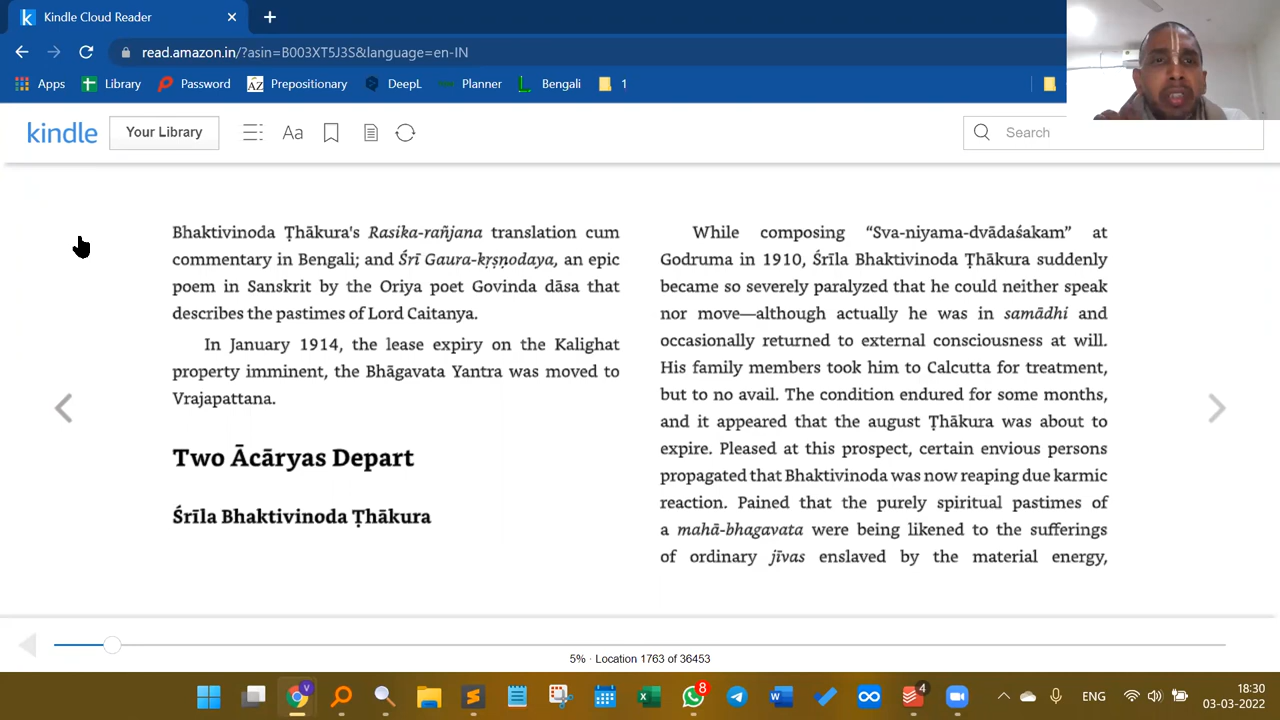 Kindle Cloud Reader
read.amazon.in/?asin=B003XT5J3S&language=en-IN
Apps Library Password AZ Prepositionary DeepL Planner Bengali 1
kindle Your Library Aa Search
Bhaktivinoda Ṭhākura's Rasika-rañjana translation cum
commentary in Bengali; and Śrī Gaura-kṛṣṇodaya, an epic
poem in Sanskrit by the Oriya poet Govinda dāsa that
describes the pastimes of Lord Caitanya.
In January 1914, the lease expiry on the Kalighat
property imminent, the Bhāgavata Yantra was moved to
Vrajapattana.
Two Ācāryas Depart
Śrīla Bhaktivinoda Ṭhākura
While composing “Sva-niyama-dvādaśakam” at
Godruma in 1910, Śrīla Bhaktivinoda Ṭhākura suddenly
became so severely paralyzed that he could neither speak
nor move—although actually he was in samādhi and
occasionally returned to external consciousness at will.
His family members took him to Calcutta for treatment,
but to no avail. The condition endured for some months,
and it appeared that the august Ṭhākura was about to
expire. Pleased at this prospect, certain envious persons
propagated that Bhaktivinoda was now reaping due karmic
reaction. Pained that the purely spiritual pastimes of
a mahā-bhagavata were being likened to the sufferings
of ordinary jīvas enslaved by the material energy,
5% · Location 1763 of 36453
V 8 4 ENG 18:30
03-03-2022